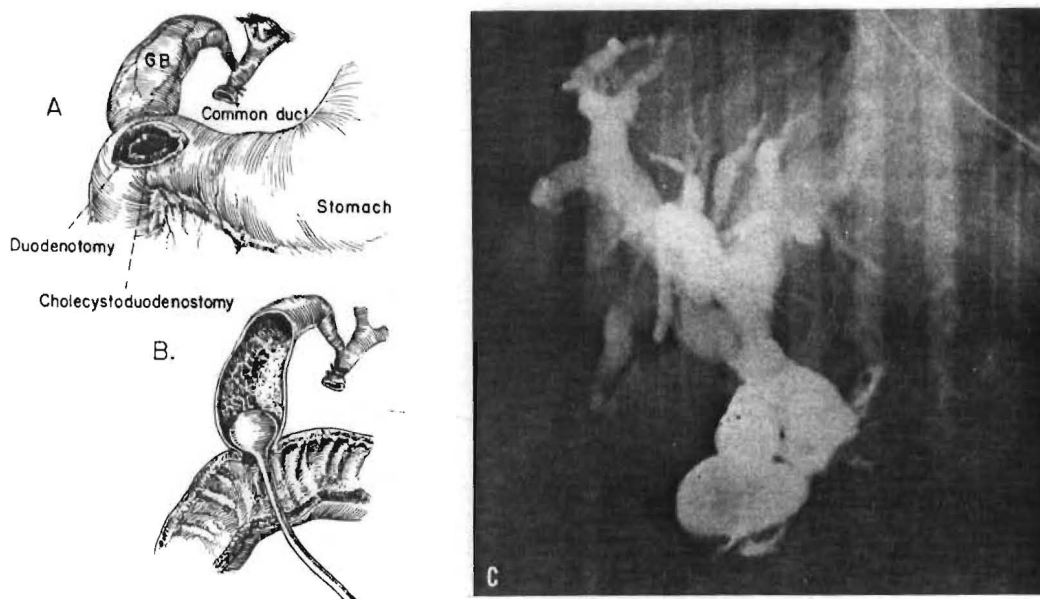 GB
A
Common duct
Stomach
Duodenotomy
Cholecystoduodenostomy
B.
C